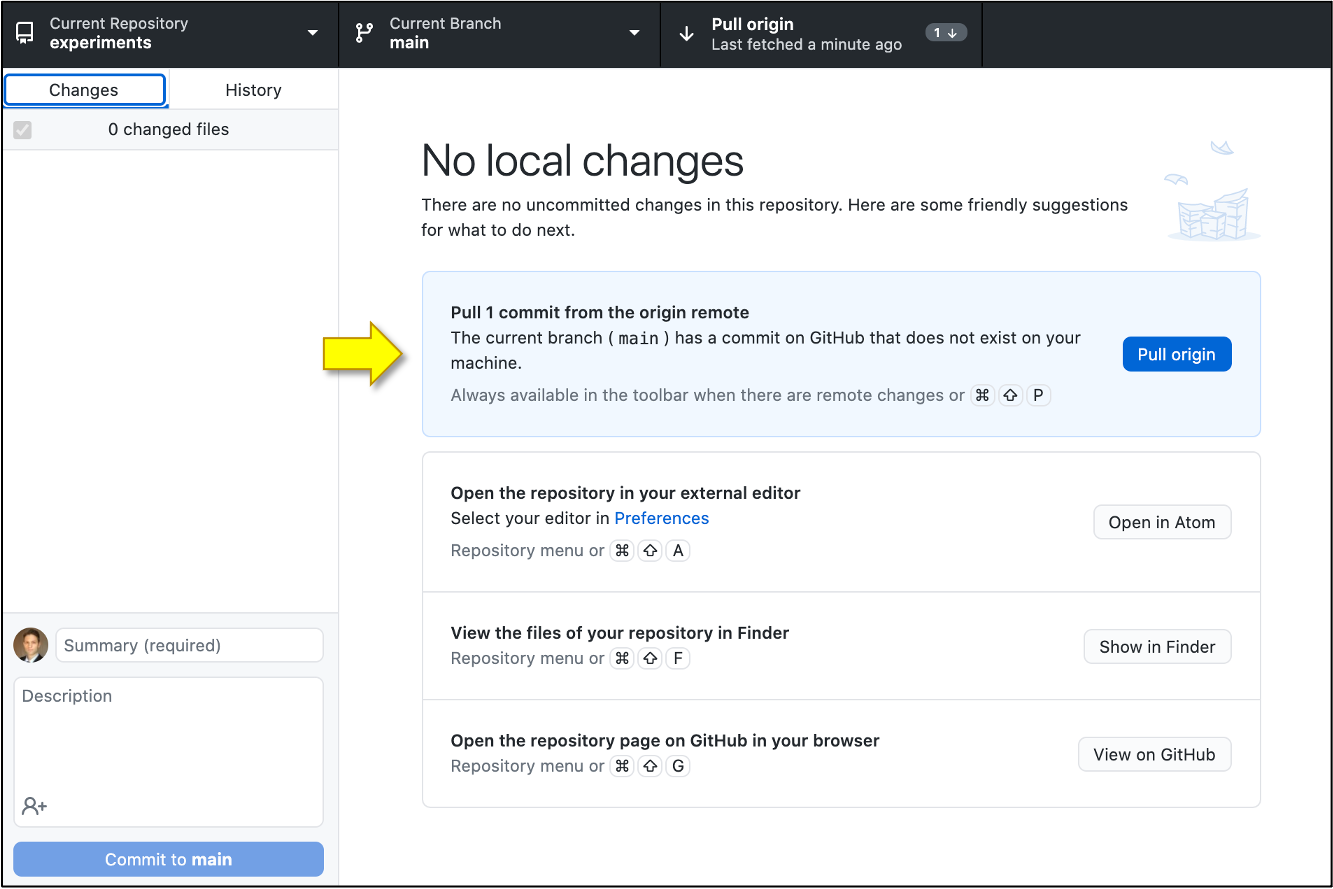 Current Repository
experiments
Current Branch
main
Pull origin
Last fetched a minute ago
1 ↓
Changes
History
0 changed files
No local changes
There are no uncommitted changes in this repository. Here are some friendly suggestions
for what to do next.
Pull 1 commit from the origin remote
The current branch ( main ) has a commit on GitHub that does not exist on your
machine.
Always available in the toolbar when there are remote changes or ⌘ ⇧ P
Pull origin
Open the repository in your external editor
Select your editor in Preferences
Repository menu or ⌘ ⇧ A
Open in Atom
View the files of your repository in Finder
Repository menu or ⌘ ⇧ F
Show in Finder
Open the repository page on GitHub in your browser
Repository menu or ⌘ ⇧ G
View on GitHub
Summary (required)
Description
Commit to main